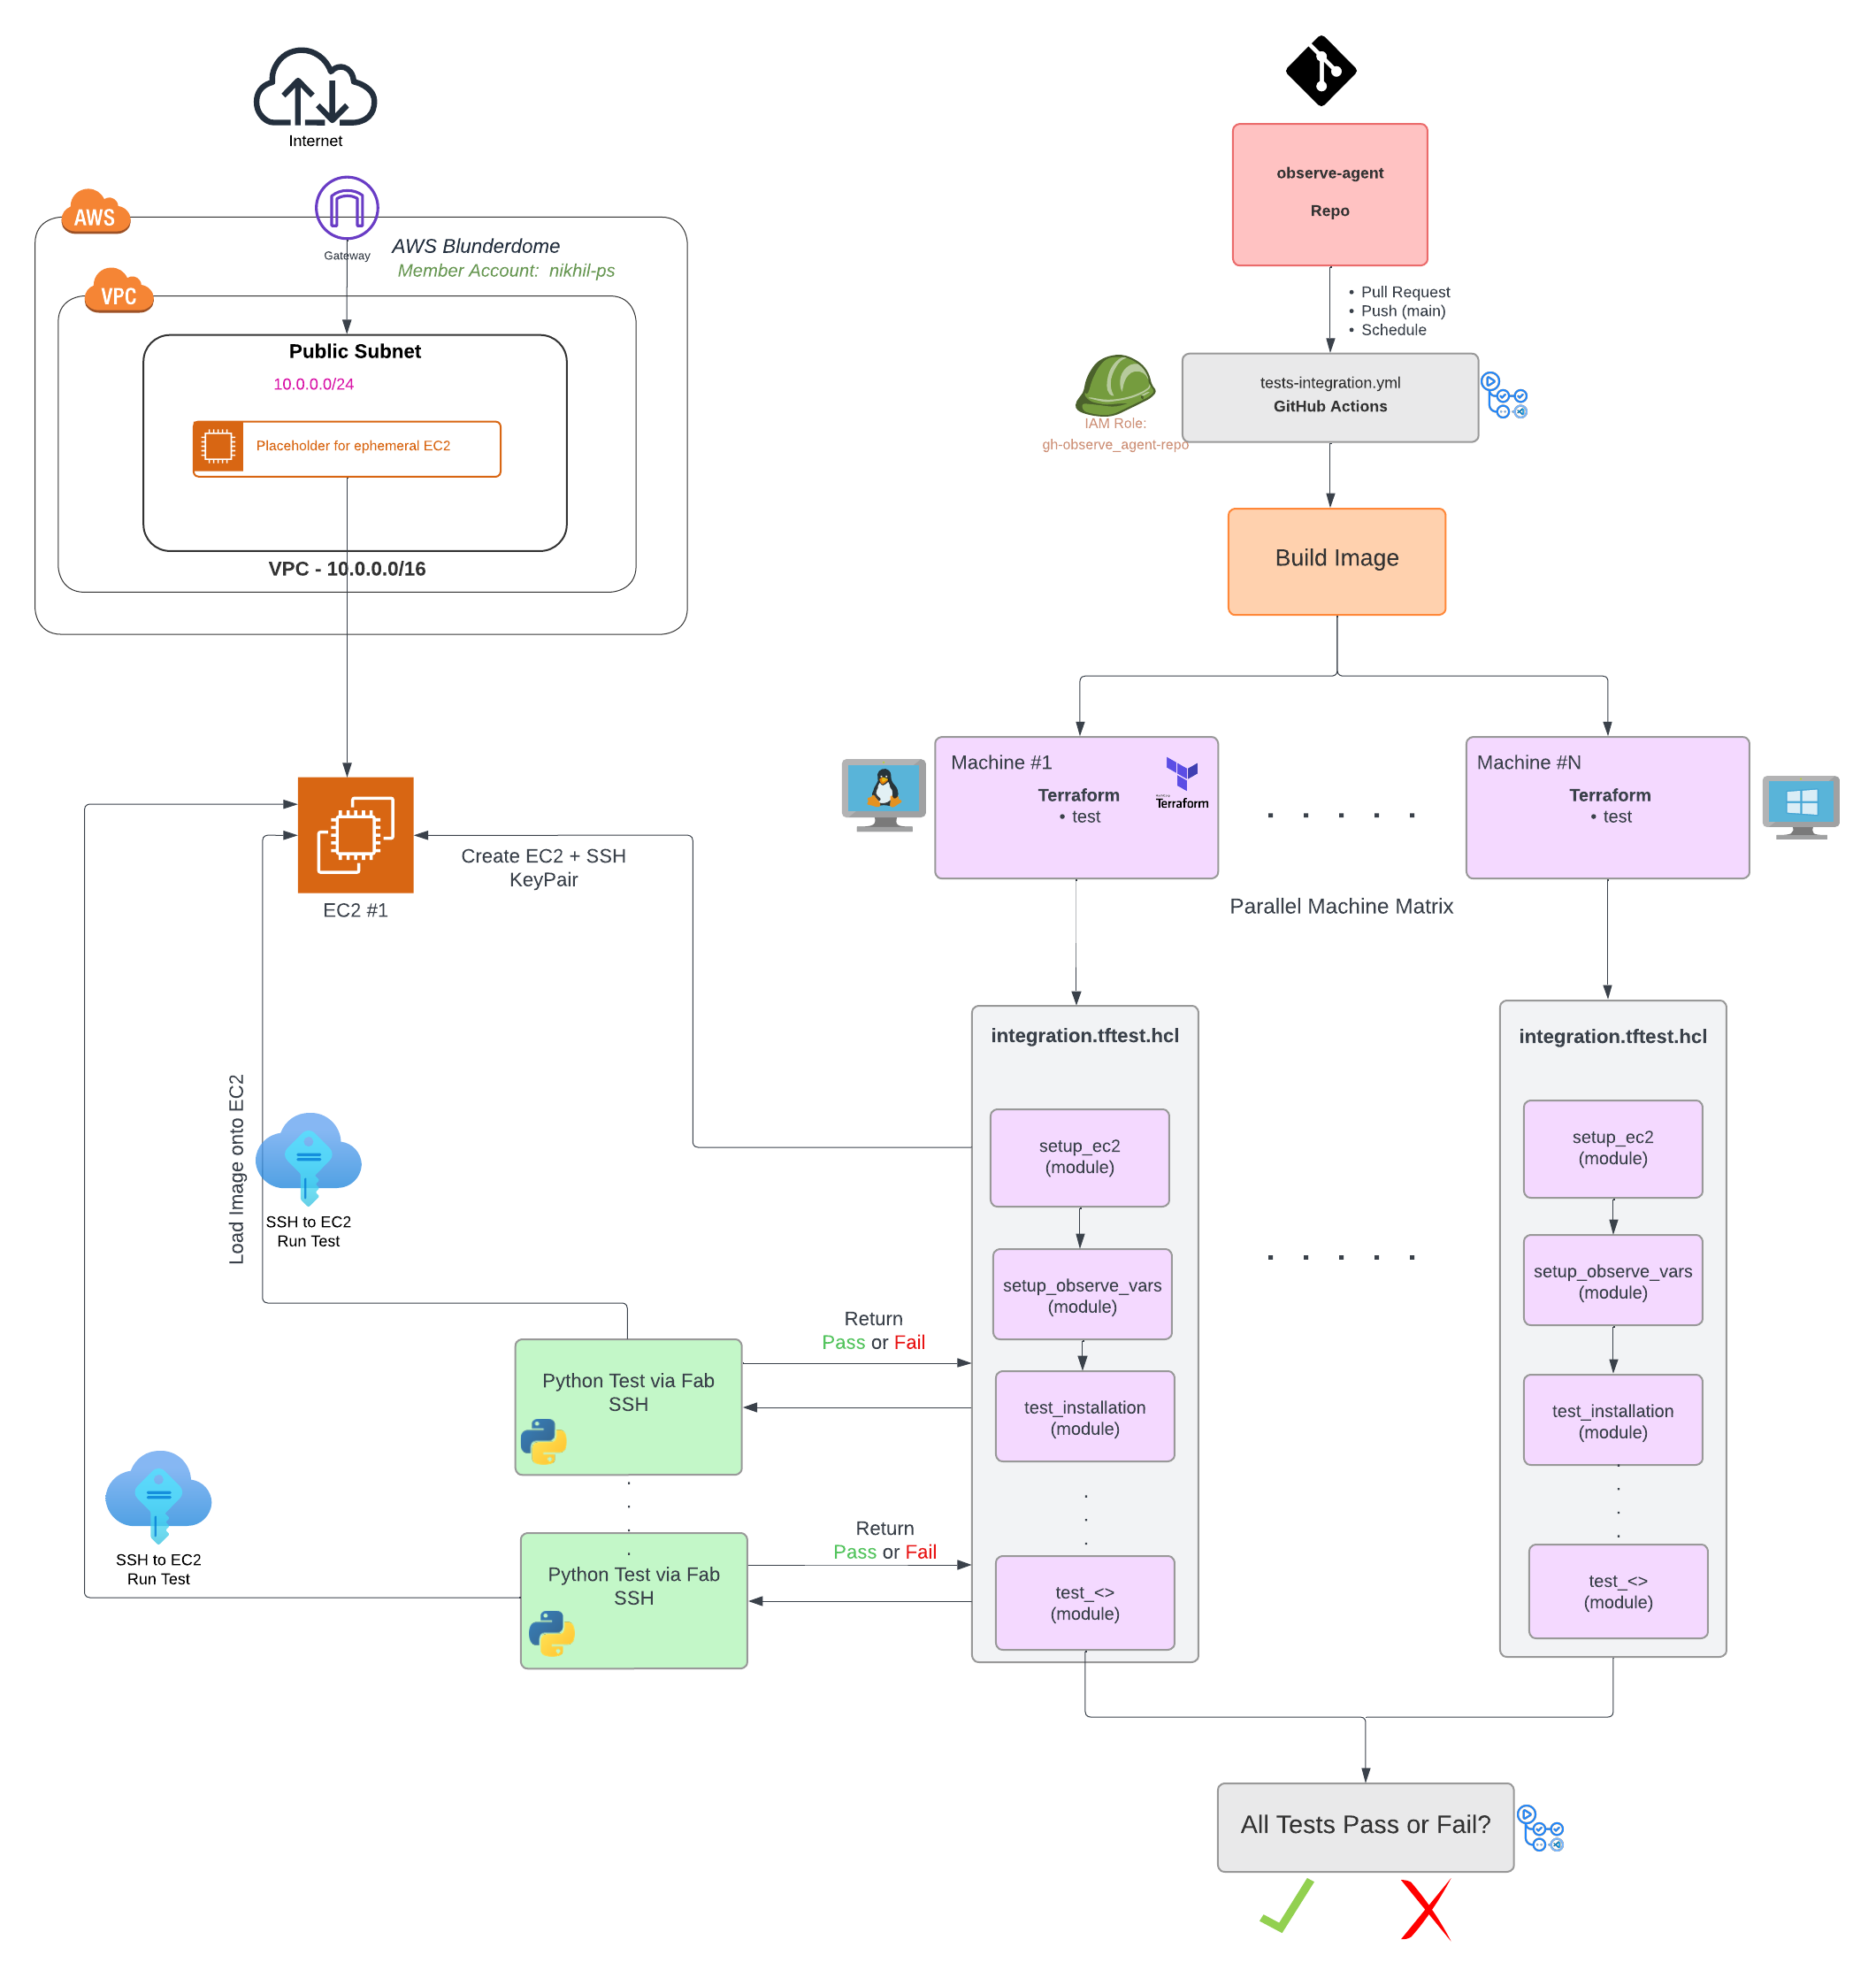 Internet
AWS
Gateway
AWS Blunderdome
Member Account: nikhil-ps
VPC
Public Subnet
10.0.0.0/24
Placeholder for ephemeral EC2
VPC - 10.0.0.0/16
observe-agent
Repo
• Pull Request
• Push (main)
• Schedule
tests-integration.yml
GitHub Actions
IAM Role:
gh-observe_agent-repo
Build Image
Machine #1
Terraform
• test
Terraform
Machine #N
Terraform
• test
Parallel Machine Matrix
EC2 #1
Create EC2 + SSH
KeyPair
Load Image onto EC2
SSH to EC2
Run Test
integration.tftest.hcl
setup_ec2
(module)
setup_observe_vars
(module)
test_installation
(module)
test_<>
(module)
integration.tftest.hcl
setup_ec2
(module)
setup_observe_vars
(module)
test_installation
(module)
test_<>
(module)
Return
Pass or Fail
Python Test via Fab
SSH
Return
Pass or Fail
Python Test via Fab
SSH
SSH to EC2
Run Test
All Tests Pass or Fail?